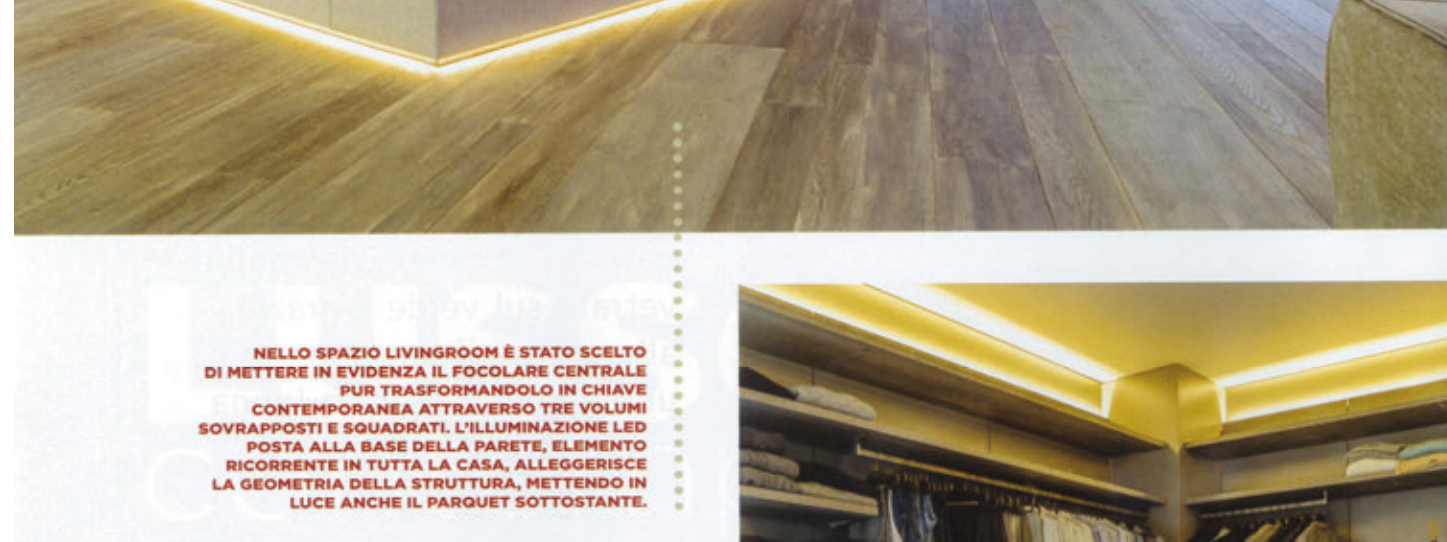 NELLO SPAZIO LIVINGROOM È STATO SCELTO
DI METTERE IN EVIDENZA IL FOCOLARE CENTRALE
PUR TRASFORMANDOLO IN CHIAVE
CONTEMPORANEA ATTRAVERSO TRE VOLUMI
SOVRAPPOSTI E SQUADRATI. L'ILLUMINAZIONE LED
POSTA ALLA BASE DELLA PARETE, ELEMENTO
RICORRENTE IN TUTTA LA CASA, ALLEGGERISCE
LA GEOMETRIA DELLA STRUTTURA, METTENDO IN
LUCE ANCHE IL PARQUET SOTTOSTANTE.